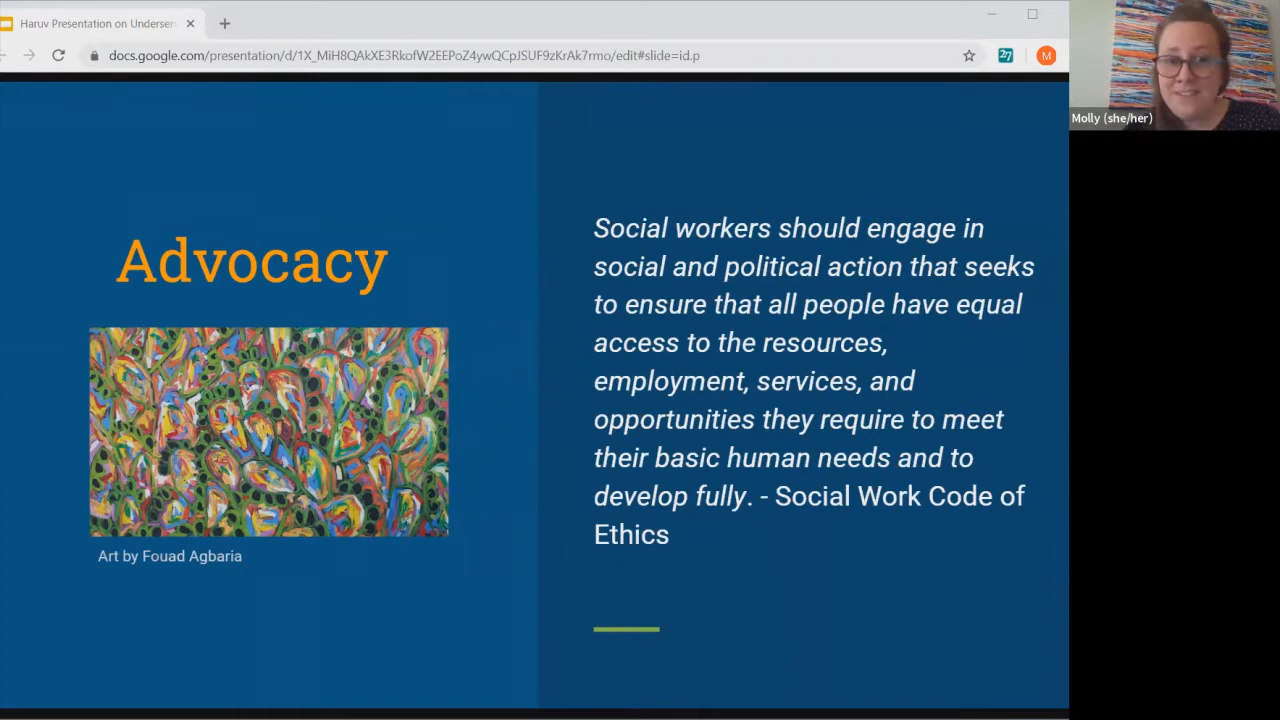 Haruv Presentation on Underser
docs.google.com/presentation/d/1X_MiH8QAkXE3RkofW2EEPoZ4ywQCpJSUF9zKrAk7rmo/edit#slide=id.p
27
M
Molly (she/her)
Advocacy
Art by Fouad Agbaria
Social workers should engage in
social and political action that seeks
to ensure that all people have equal
access to the resources,
employment, services, and
opportunities they require to meet
their basic human needs and to
develop fully. - Social Work Code of
Ethics